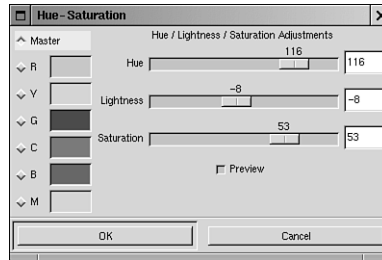 Hue-Saturation
Hue / Lightness / Saturation Adjustments
Master
116
R
Hue
116
Y
-8
Lightness
-8
G
53
C
Saturation
53
B
Preview
M
OK
Cancel